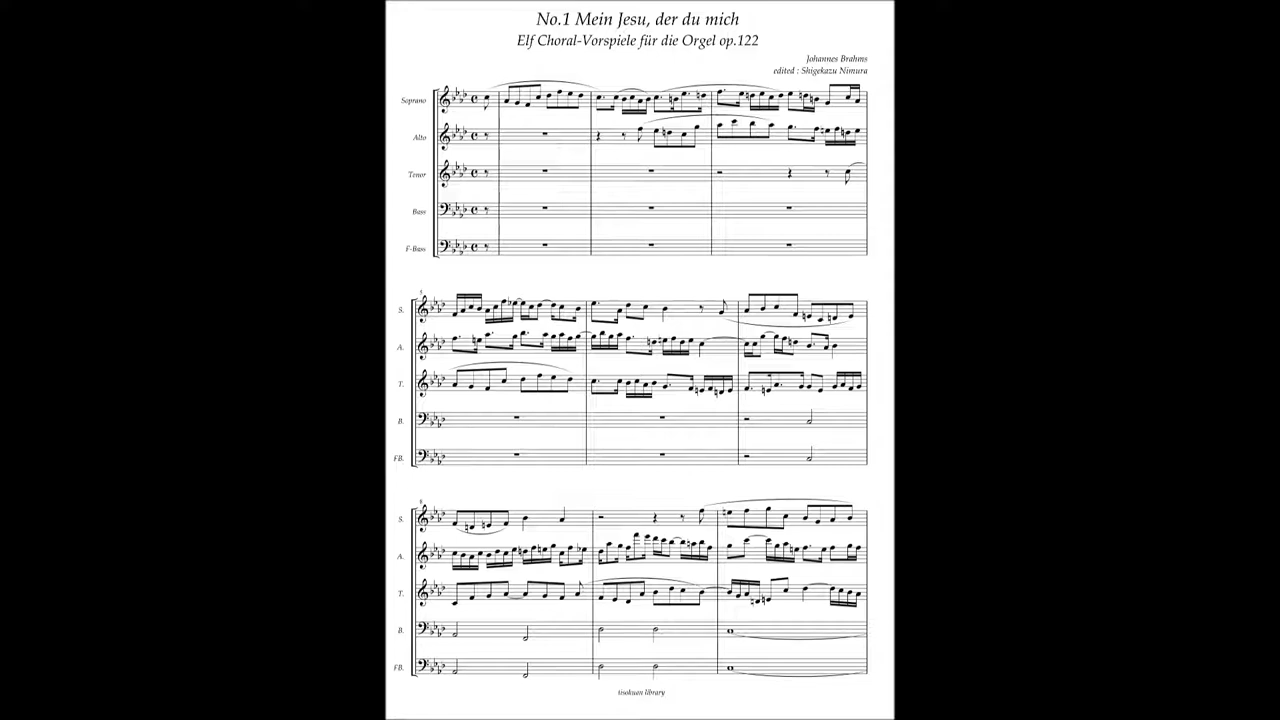 No.1 Mein Jesu, der du mich
Elf Choral-Vorspiele für die Orgel op.122
Johannes Brahms
edited : Shigekazu Nimura
Soprano
Alto
Tenor
Bass
F-Bass
S.
A.
T.
B.
FB.
S.
A.
T.
B.
FB.
tisokuan library